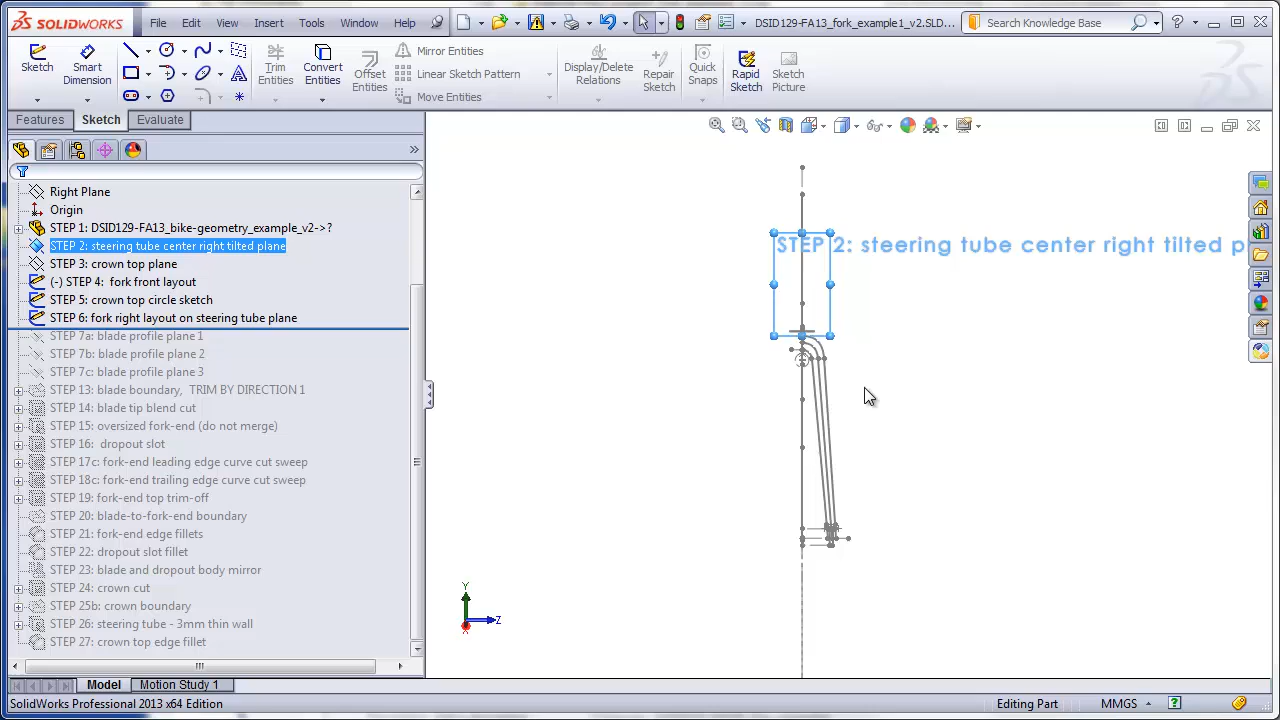 SOLIDWORKS File Edit View Insert Tools Window Help DSID129-FA13_fork_example1_v2.SLD... Search Knowledge Base
Sketch Smart Dimension Trim Entities Convert Entities Offset Entities Mirror Entities Linear Sketch Pattern Move Entities Display/Delete Relations Repair Sketch Quick Snaps Rapid Sketch Sketch Picture
Features Sketch Evaluate
Right Plane
Origin
STEP 1: DSID129-FA13_bike-geometry_example_v2->?
STEP 2: steering tube center right tilted plane
STEP 3: crown top plane
(-) STEP 4: fork front layout
STEP 5: crown top circle sketch
STEP 6: fork right layout on steering tube plane
STEP 7a: blade profile plane 1
STEP 7b: blade profile plane 2
STEP 7c: blade profile plane 3
STEP 13: blade boundary, TRIM BY DIRECTION 1
STEP 14: blade tip blend cut
STEP 15: oversized fork-end (do not merge)
STEP 16: dropout slot
STEP 17c: fork-end leading edge curve cut sweep
STEP 18c: fork-end trailing edge curve cut sweep
STEP 19: fork-end top trim-off
STEP 20: blade-to-fork-end boundary
STEP 21: fork-end edge fillets
STEP 22: dropout slot fillet
STEP 23: blade and dropout body mirror
STEP 24: crown cut
STEP 25b: crown boundary
STEP 26: steering tube - 3mm thin wall
STEP 27: crown top edge fillet
STEP 2: steering tube center right tilted p
Y
Z
X
Model Motion Study 1
SolidWorks Professional 2013 x64 Edition Editing Part MMGS